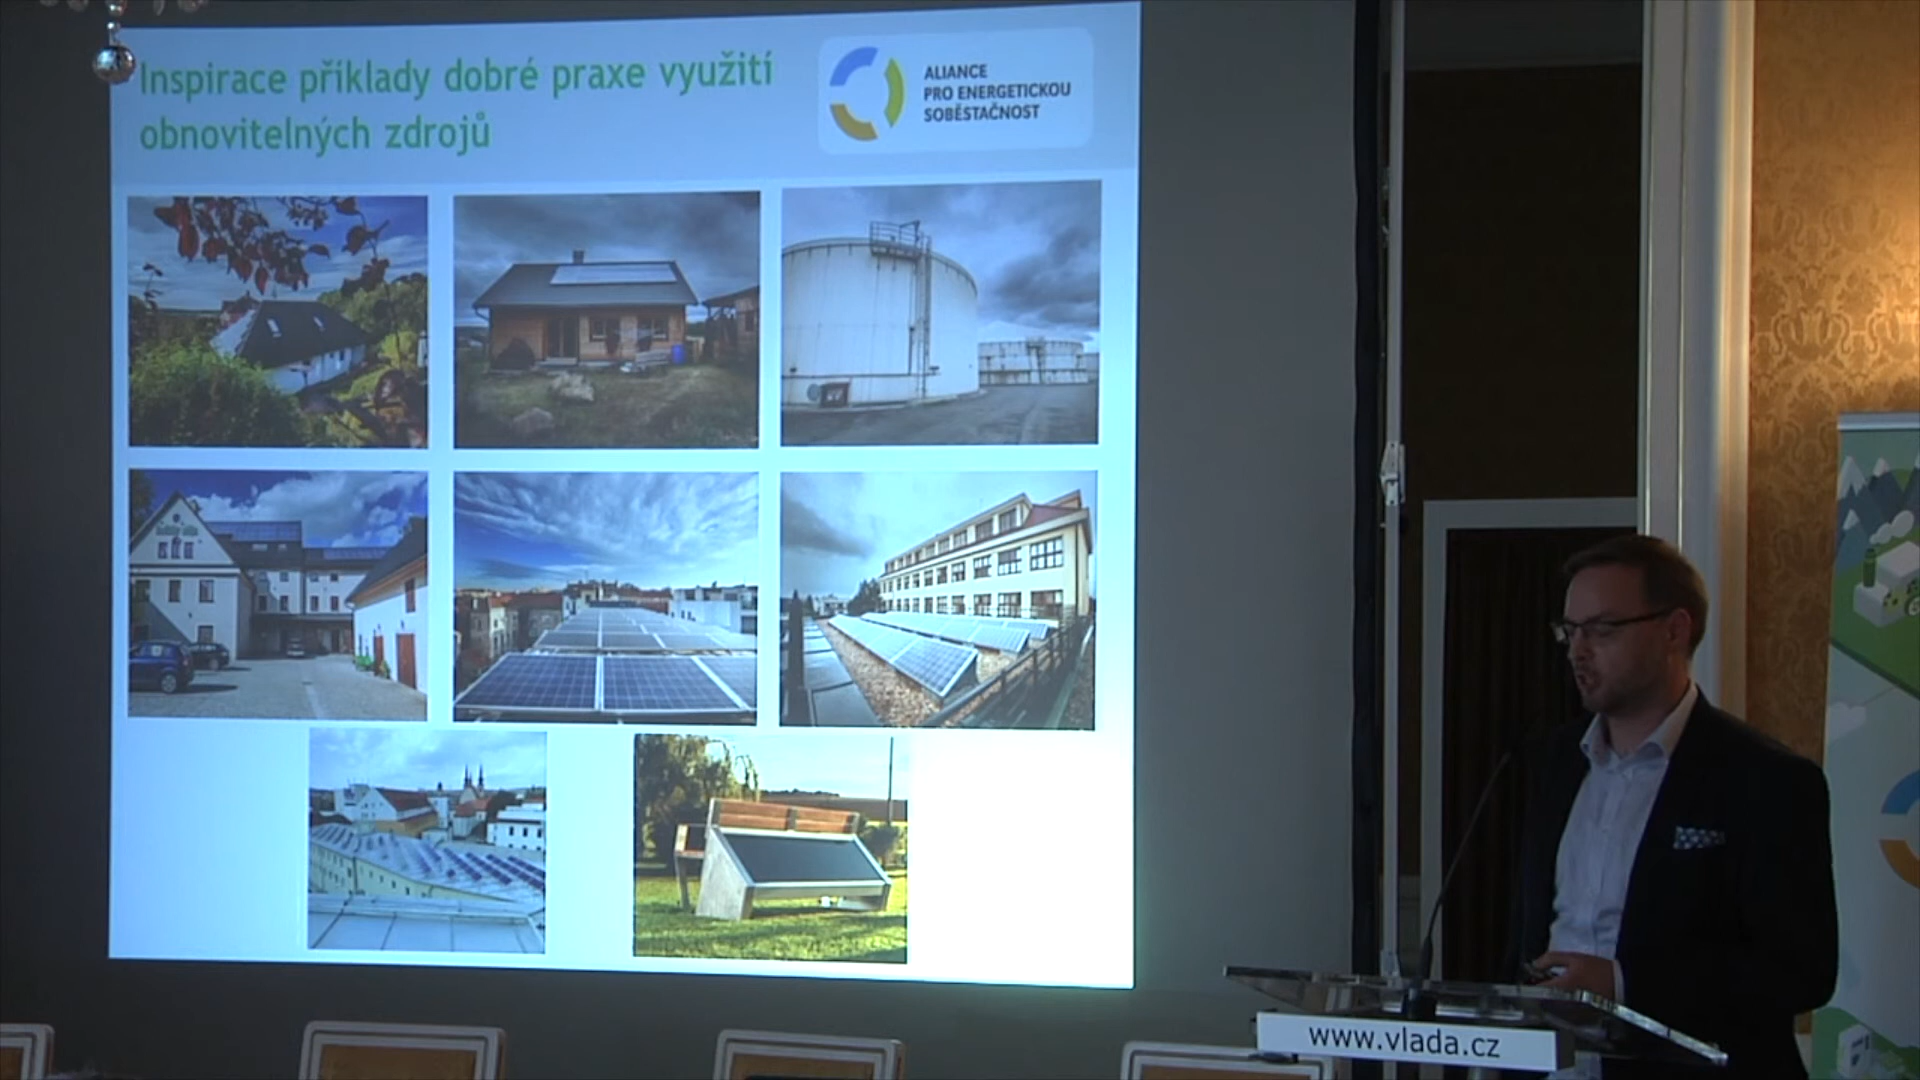 Inspirace příklady dobré praxe využití
obnovitelných zdrojů
ALIANCE
PRO ENERGETICKOU
SOBĚSTAČNOST
www.vlada.cz